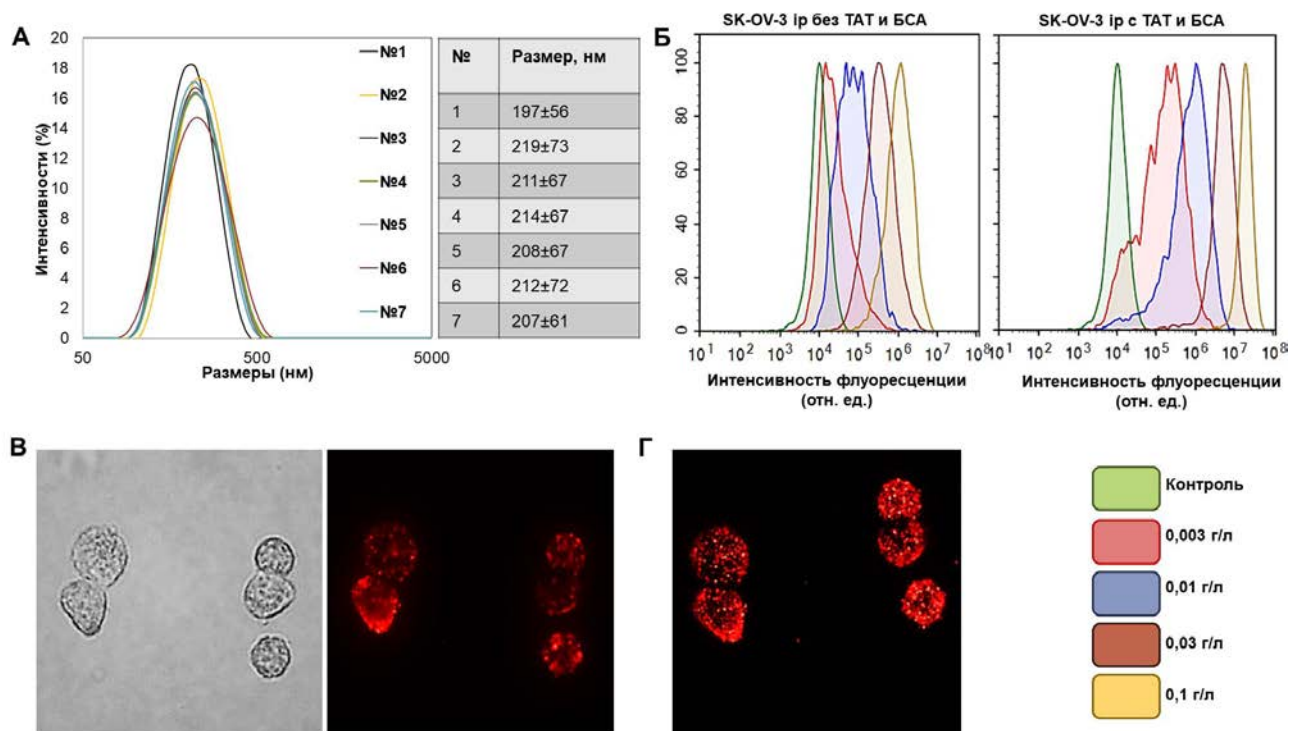 А
Интенсивности (%)
20
18
16
14
12
10
8
6
4
2
0
50
500
5000
Размеры (нм)
№1
№2
№3
№4
№5
№6
№7
№ Размер, нм
1 197±56
2 219±73
3 211±67
4 214±67
5 208±67
6 212±72
7 207±61
Б
SK-OV-3 ip без ТАТ и БСА
100
80
60
40
20
0
10¹ 10² 10³ 10⁴ 10⁵ 10⁶ 10⁷ 10⁸
Интенсивность флуоресценции
(отн. ед.)
SK-OV-3 ip с ТАТ и БСА
10¹ 10² 10³ 10⁴ 10⁵ 10⁶ 10⁷ 10⁸
Интенсивность флуоресценции
(отн. ед.)
В
Г
Контроль
0,003 г/л
0,01 г/л
0,03 г/л
0,1 г/л